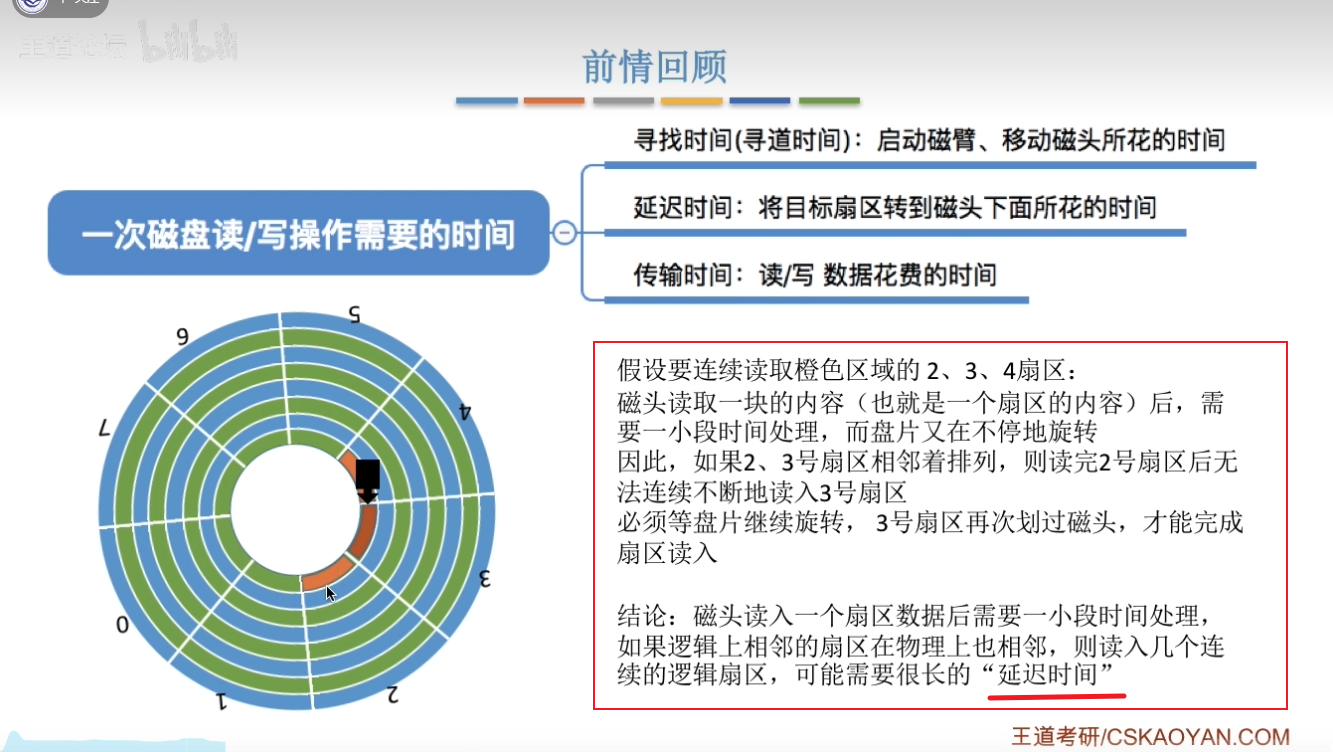 王道论坛 bilibili
前情回顾
寻找时间(寻道时间)：启动磁臂、移动磁头所花的时间
延迟时间：将目标扇区转到磁头下面所花的时间
一次磁盘读/写操作需要的时间
传输时间：读/写 数据花费的时间
5
6
4
7
3
0
2
1
假设要连续读取橙色区域的 2、3、4扇区：
磁头读取一块的内容（也就是一个扇区的内容）后，需
要一小段时间处理，而盘片又在不停地旋转
因此，如果2、3号扇区相邻着排列，则读完2号扇区后无
法连续不断地读入3号扇区
必须等盘片继续旋转， 3号扇区再次划过磁头，才能完成
扇区读入
结论：磁头读入一个扇区数据后需要一小段时间处理，
如果逻辑上相邻的扇区在物理上也相邻，则读入几个连
续的逻辑扇区，可能需要很长的“延迟时间”
王道考研/CSKAOYAN.COM